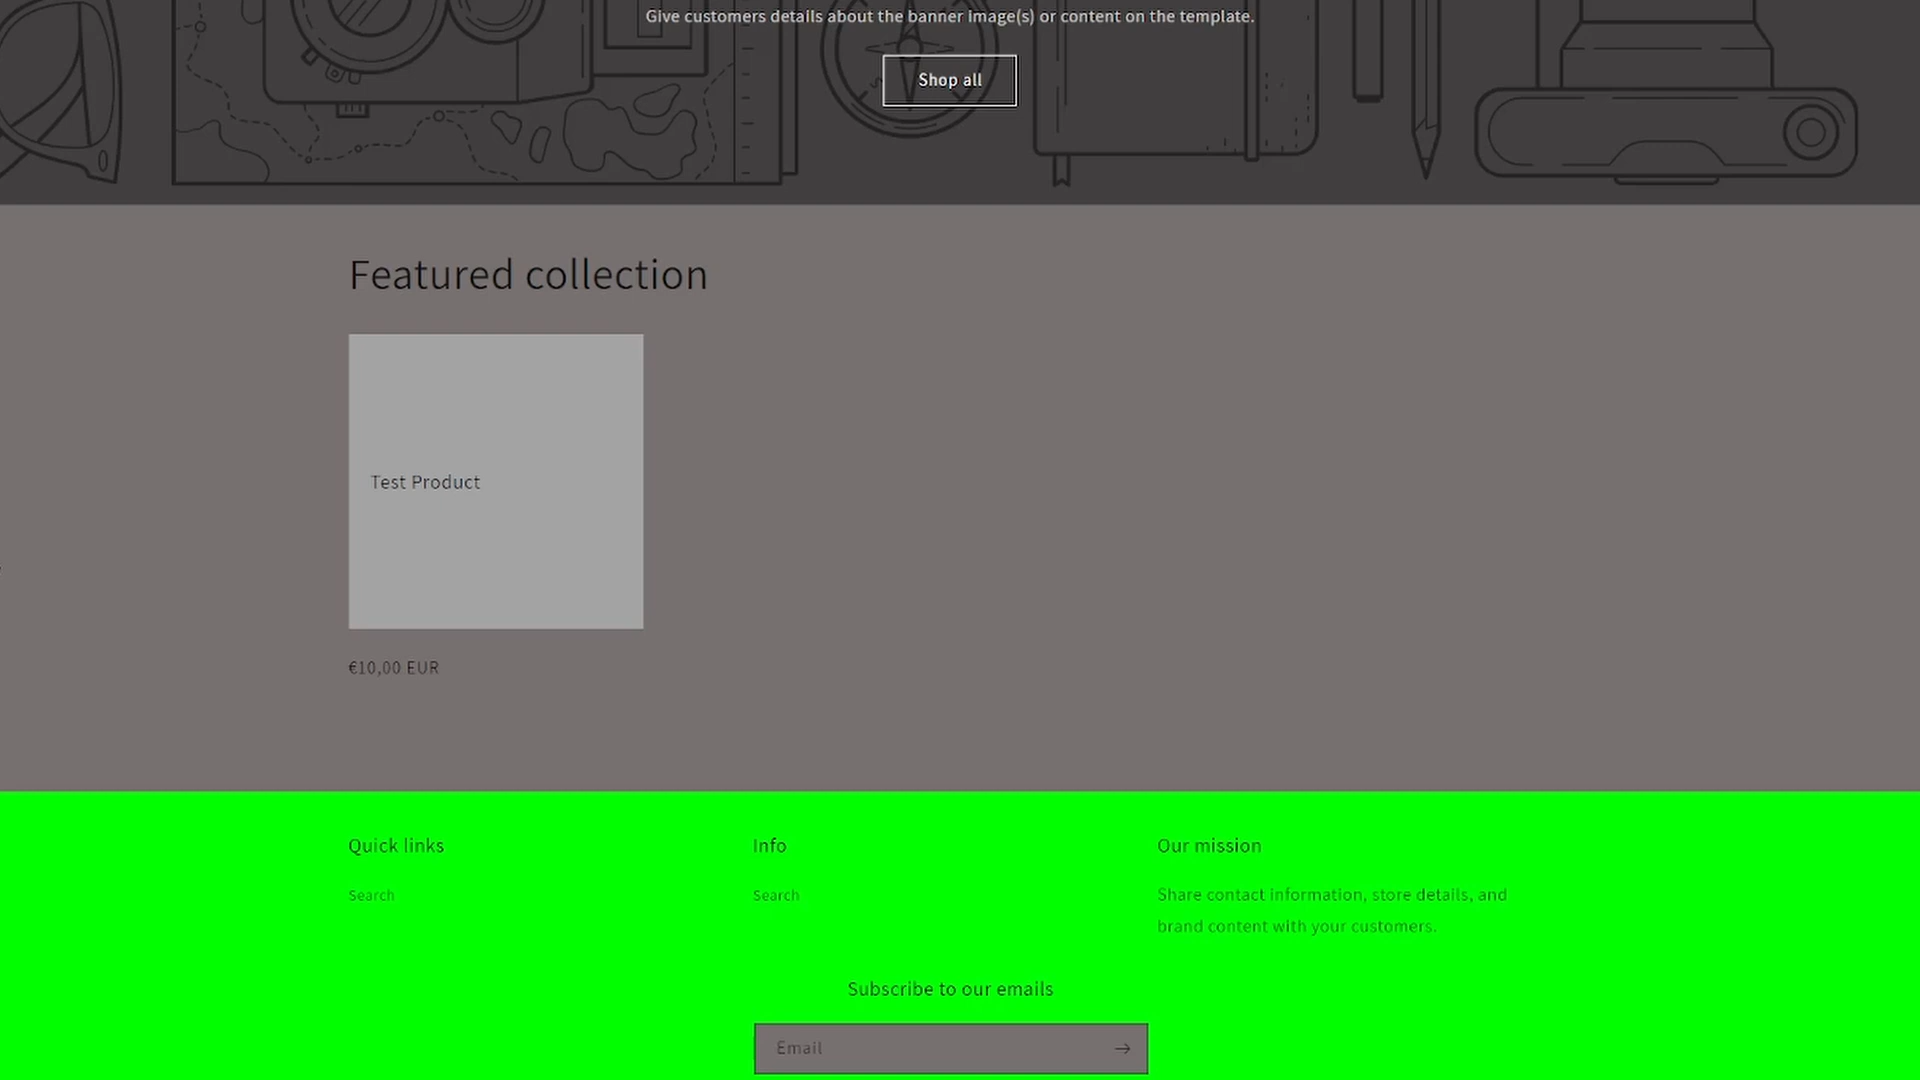 Give customers details about the banner image(s) or content on the template.
Shop all
Featured collection
Test Product
€10,00 EUR
Quick links
Search
Info
Search
Our mission
Share contact information, store details, and
brand content with your customers.
Subscribe to our emails
Email